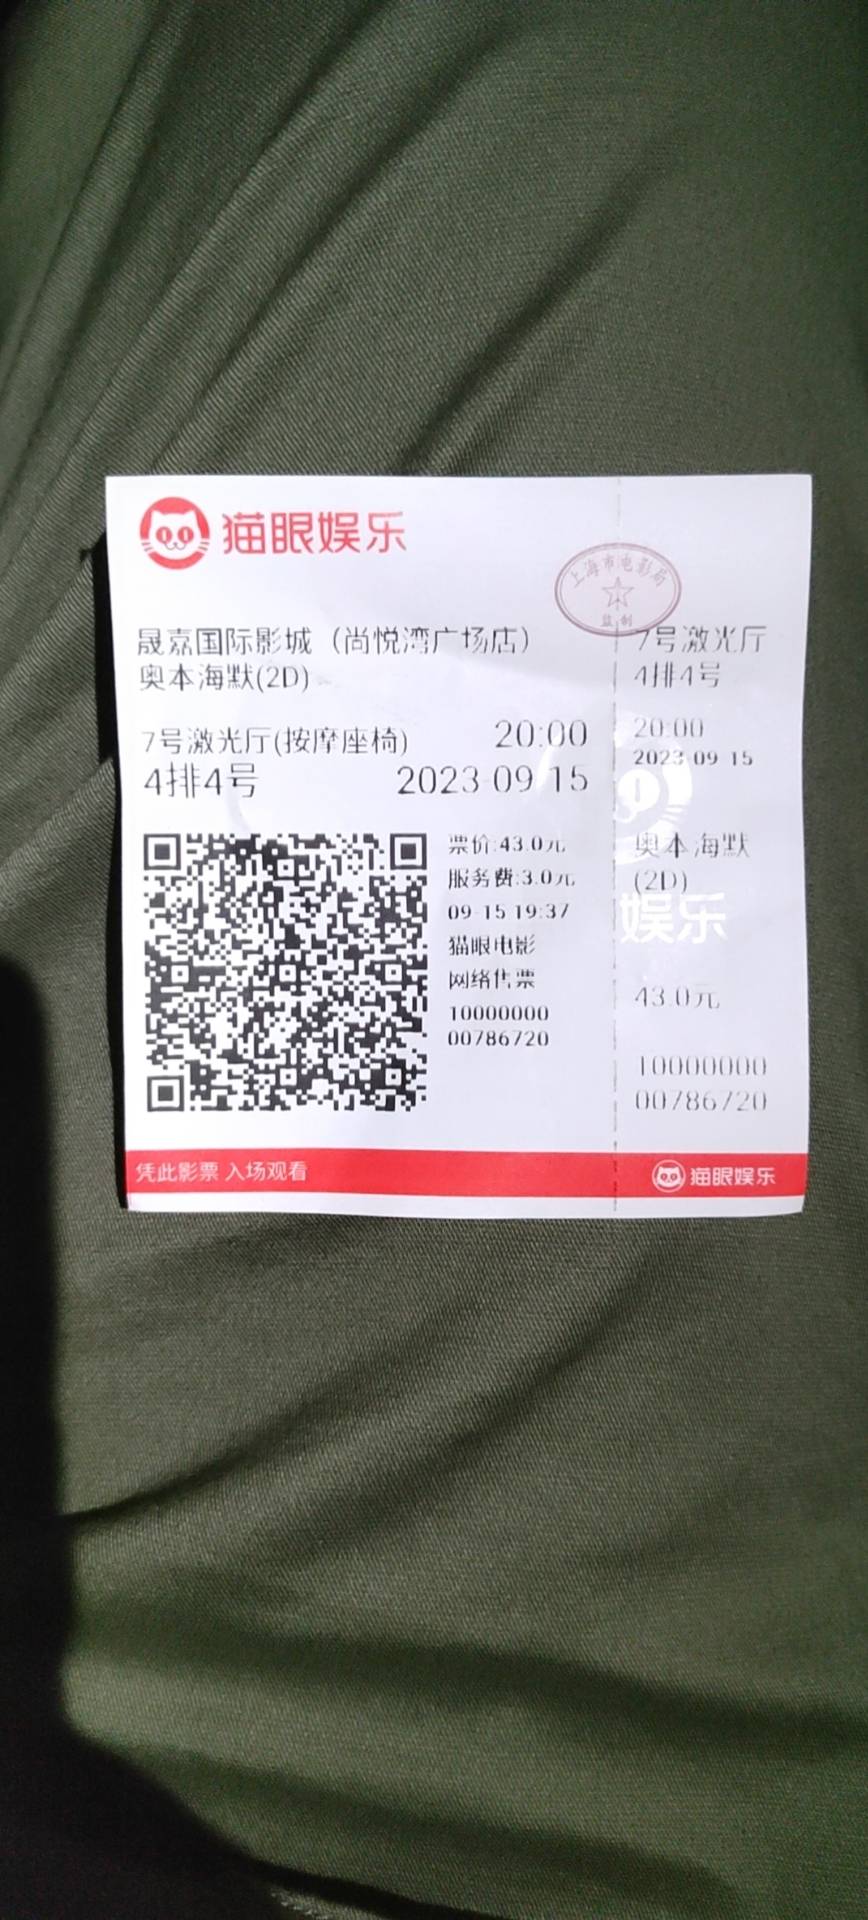 猫眼娱乐
上海市电影局
监制
晟嘉国际影城（尚悦湾广场店）
奥本海默(2D)
7号激光厅(按摩座椅) 20:00
4排4号 2023-09-15
票价:43.0元
服务费:3.0元
09-15 19:37
猫眼电影
网络售票
10000000
00786720
7号激光厅
4排4号
20:00
2023-09-15
奥本海默
(2D)
娱乐
43.0元
10000000
00786720
凭此影票 入场观看
猫眼娱乐